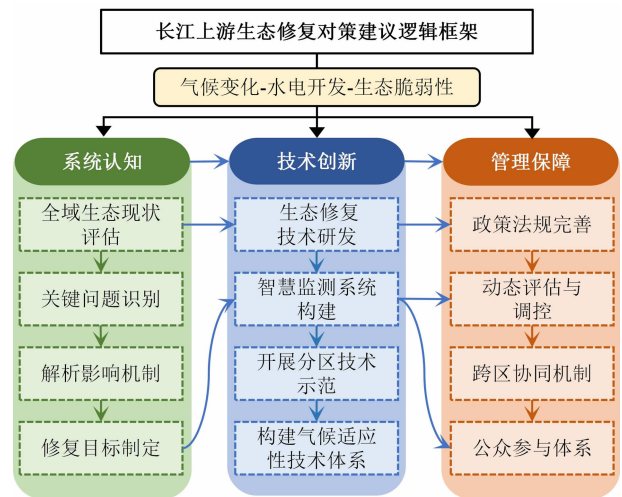 长江上游生态修复对策建议逻辑框架
气候变化-水电开发-生态脆弱性
系统认知
全域生态现状
评估
关键问题识别
解析影响机制
修复目标制定
技术创新
生态修复
技术研发
智慧监测系统
构建
开展分区技术
示范
构建气候适应
性技术体系
管理保障
政策法规完善
动态评估与
调控
跨区协同机制
公众参与体系